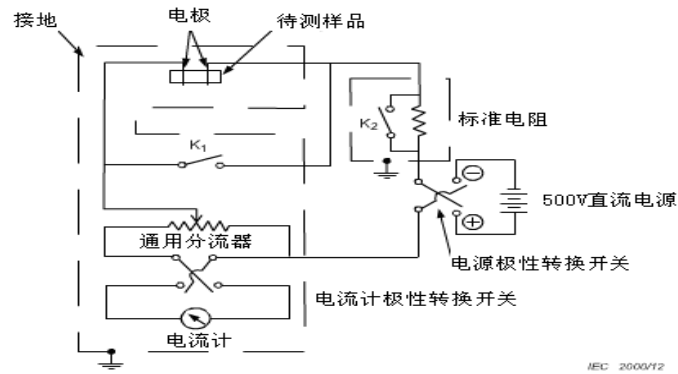 接地
电极
待测样品
K1
K2
标准电阻
500V直流电源
通用分流器
电源极性转换开关
电流计极性转换开关
电流计
IEC 2000/12